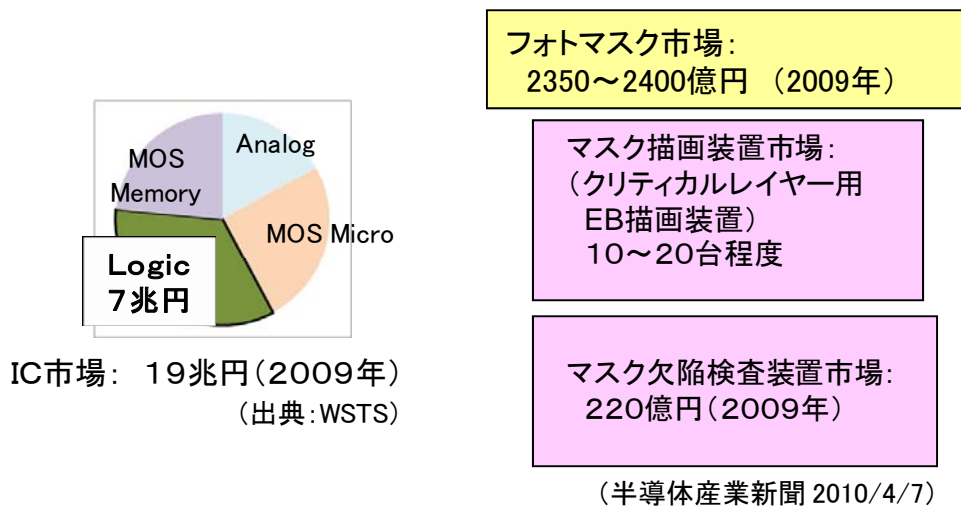 フォトマスク市場：
2350～2400億円　（2009年）
Analog
MOS
Memory
MOS Micro
Logic
7兆円
IC市場：　19兆円（2009年）
（出典：WSTS）
マスク描画装置市場：
（クリティカルレイヤー用
EB描画装置）
10～20台程度
マスク欠陥検査装置市場：
220億円（2009年）
（半導体産業新聞 2010/4/7）